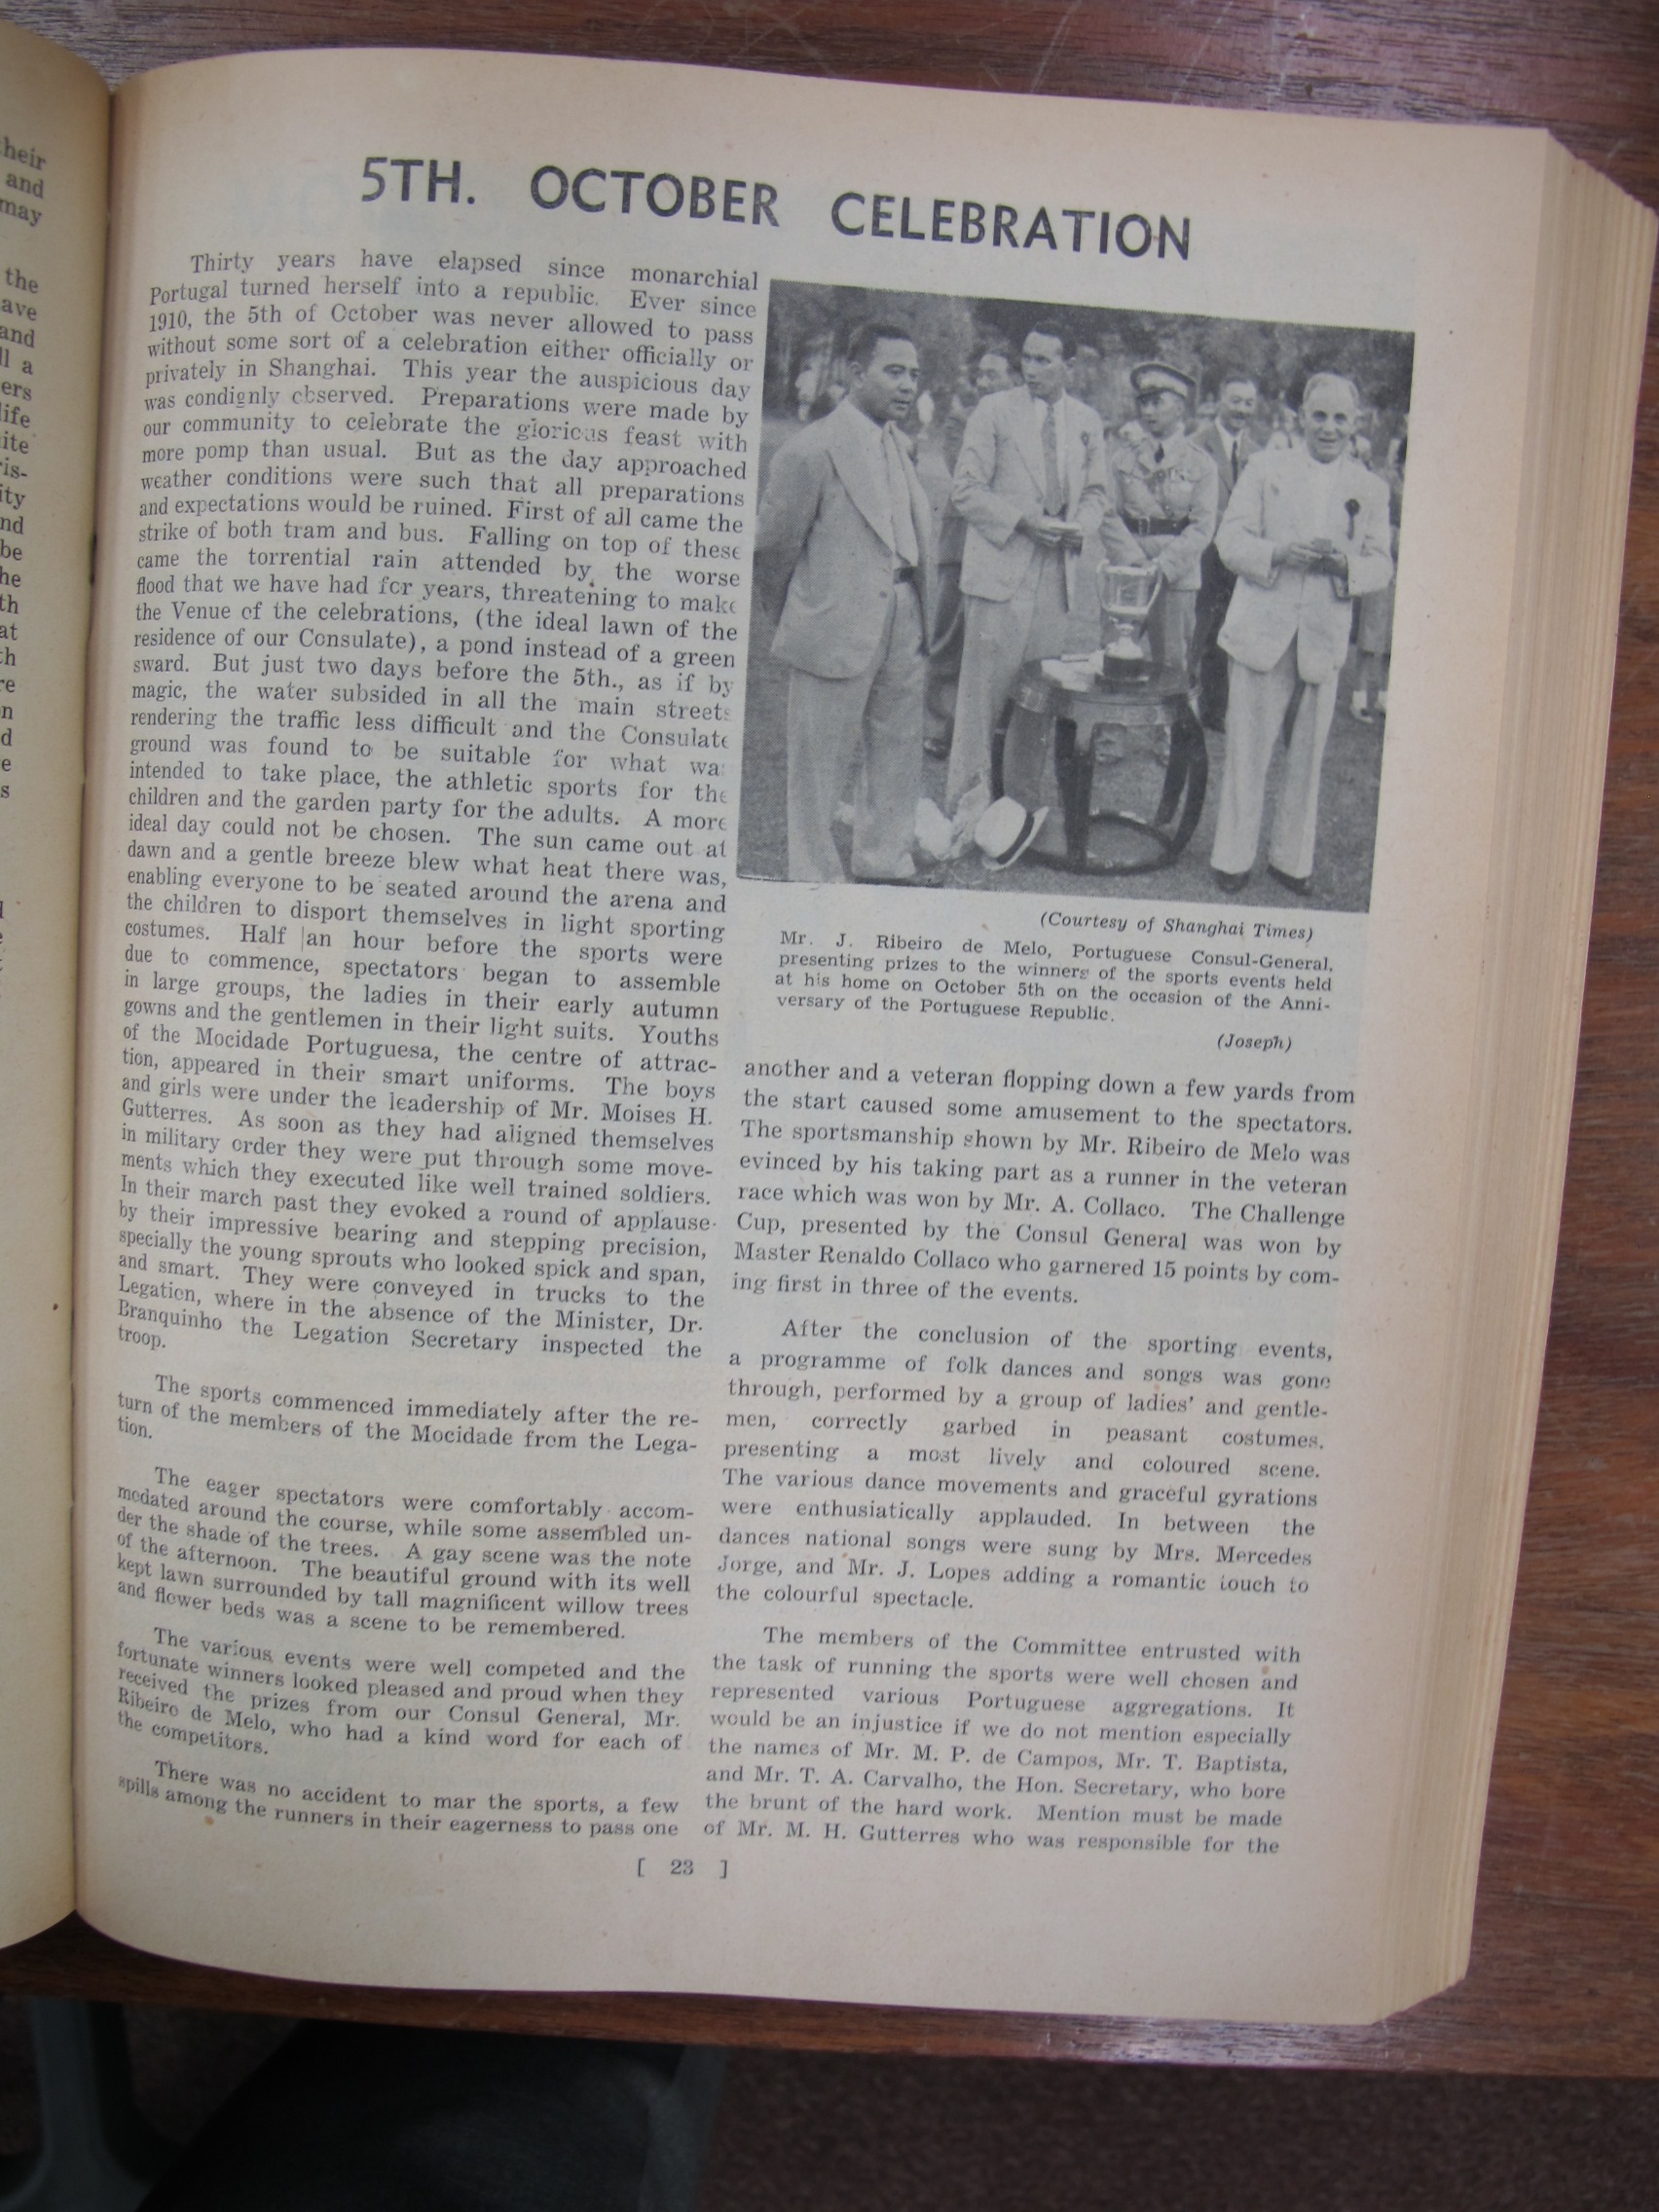 heir
and
may
the
ave
and
ll a
ers
life
ite
ris-
ity
nd
be
he
th
at
th
re
n
d
e
s
5TH. OCTOBER CELEBRATION
Thirty years have elapsed since monarchial
Portugal turned herself into a republic. Ever since
1910, the 5th of October was never allowed to pass
without some sort of a celebration either officially or
privately in Shanghai. This year the auspicious day
was condignly observed. Preparations were made by
our community to celebrate the glorious feast with
more pomp than usual. But as the day approached
weather conditions were such that all preparations
and expectations would be ruined. First of all came the
strike of both tram and bus. Falling on top of these
came the torrential rain attended by the worse
flood that we have had for years, threatening to make
the Venue of the celebrations, (the ideal lawn of the
residence of our Consulate), a pond instead of a green
sward. But just two days before the 5th., as if by
magic, the water subsided in all the main streets
rendering the traffic less difficult and the Consulate
ground was found to be suitable for what was
intended to take place, the athletic sports for the
children and the garden party for the adults. A more
ideal day could not be chosen. The sun came out at
dawn and a gentle breeze blew what heat there was,
enabling everyone to be seated around the arena and
the children to disport themselves in light sporting
costumes. Half an hour before the sports were
due to commence, spectators began to assemble
in large groups, the ladies in their early autumn
gowns and the gentlemen in their light suits. Youths
of the Mocidade Portuguesa, the centre of attrac-
tion, appeared in their smart uniforms. The boys
and girls were under the leadership of Mr. Moises H.
Gutterres. As soon as they had aligned themselves
in military order they were put through some move-
ments which they executed like well trained soldiers.
In their march past they evoked a round of applause
by their impressive bearing and stepping precision,
specially the young sprouts who looked spick and span,
and smart. They were conveyed in trucks to the
Legation, where in the absence of the Minister, Dr.
Branquinho the Legation Secretary inspected the
troop.
The sports commenced immediately after the re-
turn of the members of the Mocidade from the Lega-
tion.
The eager spectators were comfortably accom-
modated around the course, while some assembled un-
der the shade of the trees. A gay scene was the note
of the afternoon. The beautiful ground with its well
kept lawn surrounded by tall magnificent willow trees
and flower beds was a scene to be remembered.
The various events were well competed and the
fortunate winners looked pleased and proud when they
received the prizes from our Consul General, Mr.
Ribeiro de Melo, who had a kind word for each of
the competitors.
There was no accident to mar the sports, a few
spills among the runners in their eagerness to pass one
(Courtesy of Shanghai Times)
Mr. J. Ribeiro de Melo, Portuguese Consul-General,
presenting prizes to the winners of the sports events held
at his home on October 5th on the occasion of the Anni-
versary of the Portuguese Republic.
(Joseph)
another and a veteran flopping down a few yards from
the start caused some amusement to the spectators.
The sportsmanship shown by Mr. Ribeiro de Melo was
evinced by his taking part as a runner in the veteran
race which was won by Mr. A. Collaco. The Challenge
Cup, presented by the Consul General was won by
Master Renaldo Collaco who garnered 15 points by com-
ing first in three of the events.
After the conclusion of the sporting events,
a programme of folk dances and songs was gone
through, performed by a group of ladies' and gentle-
men, correctly garbed in peasant costumes.
presenting a most lively and coloured scene.
The various dance movements and graceful gyrations
were enthusiatically applauded. In between the
dances national songs were sung by Mrs. Mercedes
Jorge, and Mr. J. Lopes adding a romantic touch to
the colourful spectacle.
The members of the Committee entrusted with
the task of running the sports were well chosen and
represented various Portuguese aggregations. It
would be an injustice if we do not mention especially
the names of Mr. M. P. de Campos, Mr. T. Baptista,
and Mr. T. A. Carvalho, the Hon. Secretary, who bore
the brunt of the hard work. Mention must be made
of Mr. M. H. Gutterres who was responsible for the
[ 23 ]